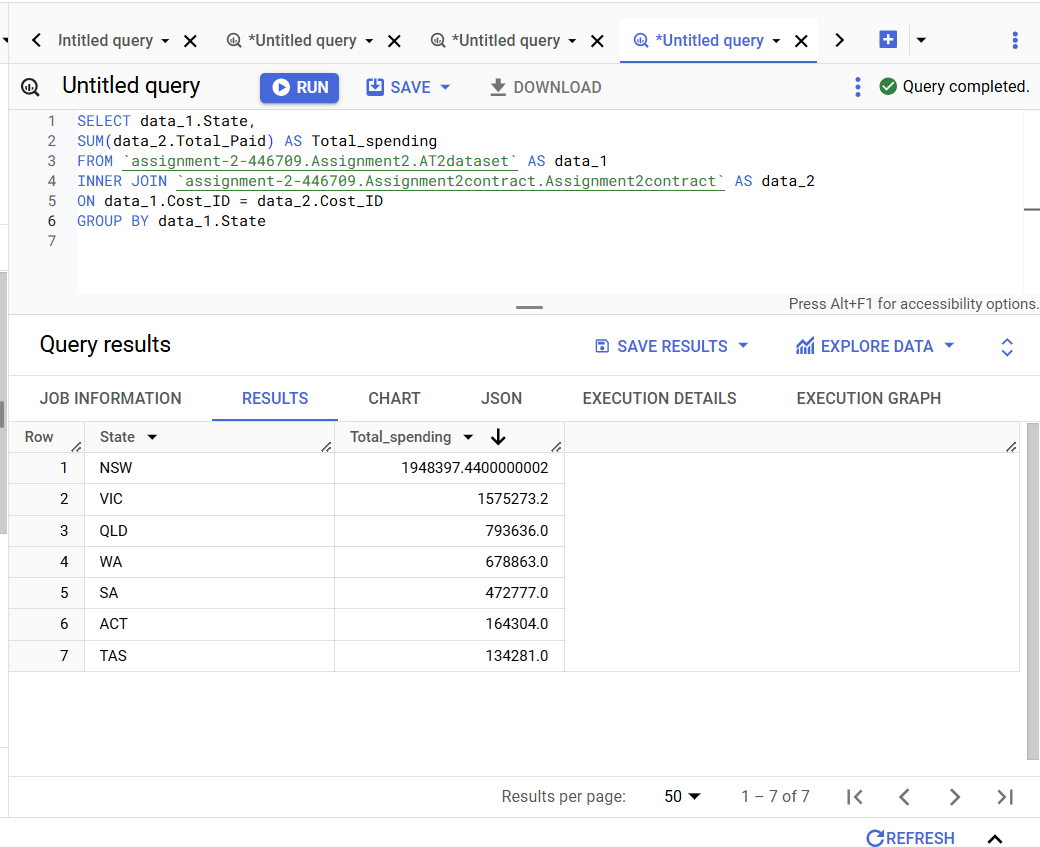 Intitled query
*Untitled query
*Untitled query
*Untitled query
Untitled query
RUN
SAVE
DOWNLOAD
Query completed.
1 SELECT data_1.State,
2 SUM(data_2.Total_Paid) AS Total_spending
3 FROM `assignment-2-446709.Assignment2.AT2dataset` AS data_1
4 INNER JOIN `assignment-2-446709.Assignment2contract.Assignment2contract` AS data_2
5 ON data_1.Cost_ID = data_2.Cost_ID
6 GROUP BY data_1.State
7
Press Alt+F1 for accessibility options.
Query results
SAVE RESULTS
EXPLORE DATA
JOB INFORMATION RESULTS CHART JSON EXECUTION DETAILS EXECUTION GRAPH
Row State Total_spending
1 NSW 1948397.4400000002
2 VIC 1575273.2
3 QLD 793636.0
4 WA 678863.0
5 SA 472777.0
6 ACT 164304.0
7 TAS 134281.0
Results per page: 50 1 – 7 of 7
REFRESH